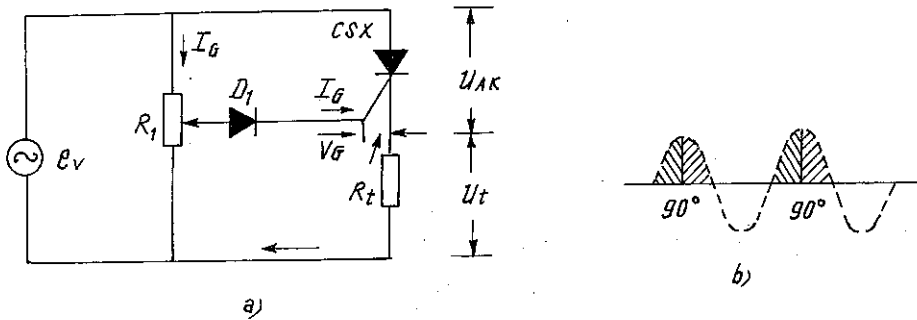 CSX
I_G
D_1
I_G
U_AK
R_1
V_G
e_v
R_t
U_t
90°
90°
a)
b)